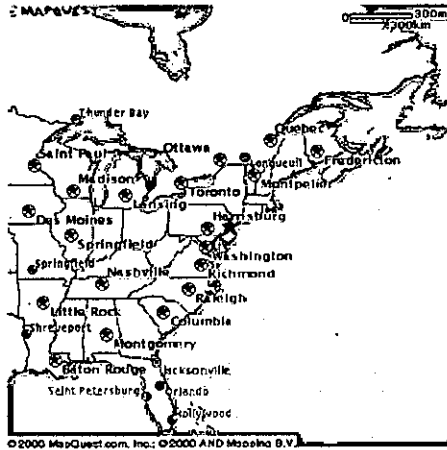 MAPQUEST
300mi
300km
Thunder Bay
Quebec
Saint Paul
Ottawa
Longueuil
Fredericton
Madison
Toronto
Montpelier
Lansing
Des Moines
Harrisburg
Springfield
Washington
Springfield
Nashville
Richmond
Raleigh
Little Rock
Columbia
Shreveport
Montgomery
Baton Rouge
Jacksonville
Saint Petersburg
Orlando
Hollywood
©2000 MapQuest.com, Inc.; ©2000 AND Mapping B.V.